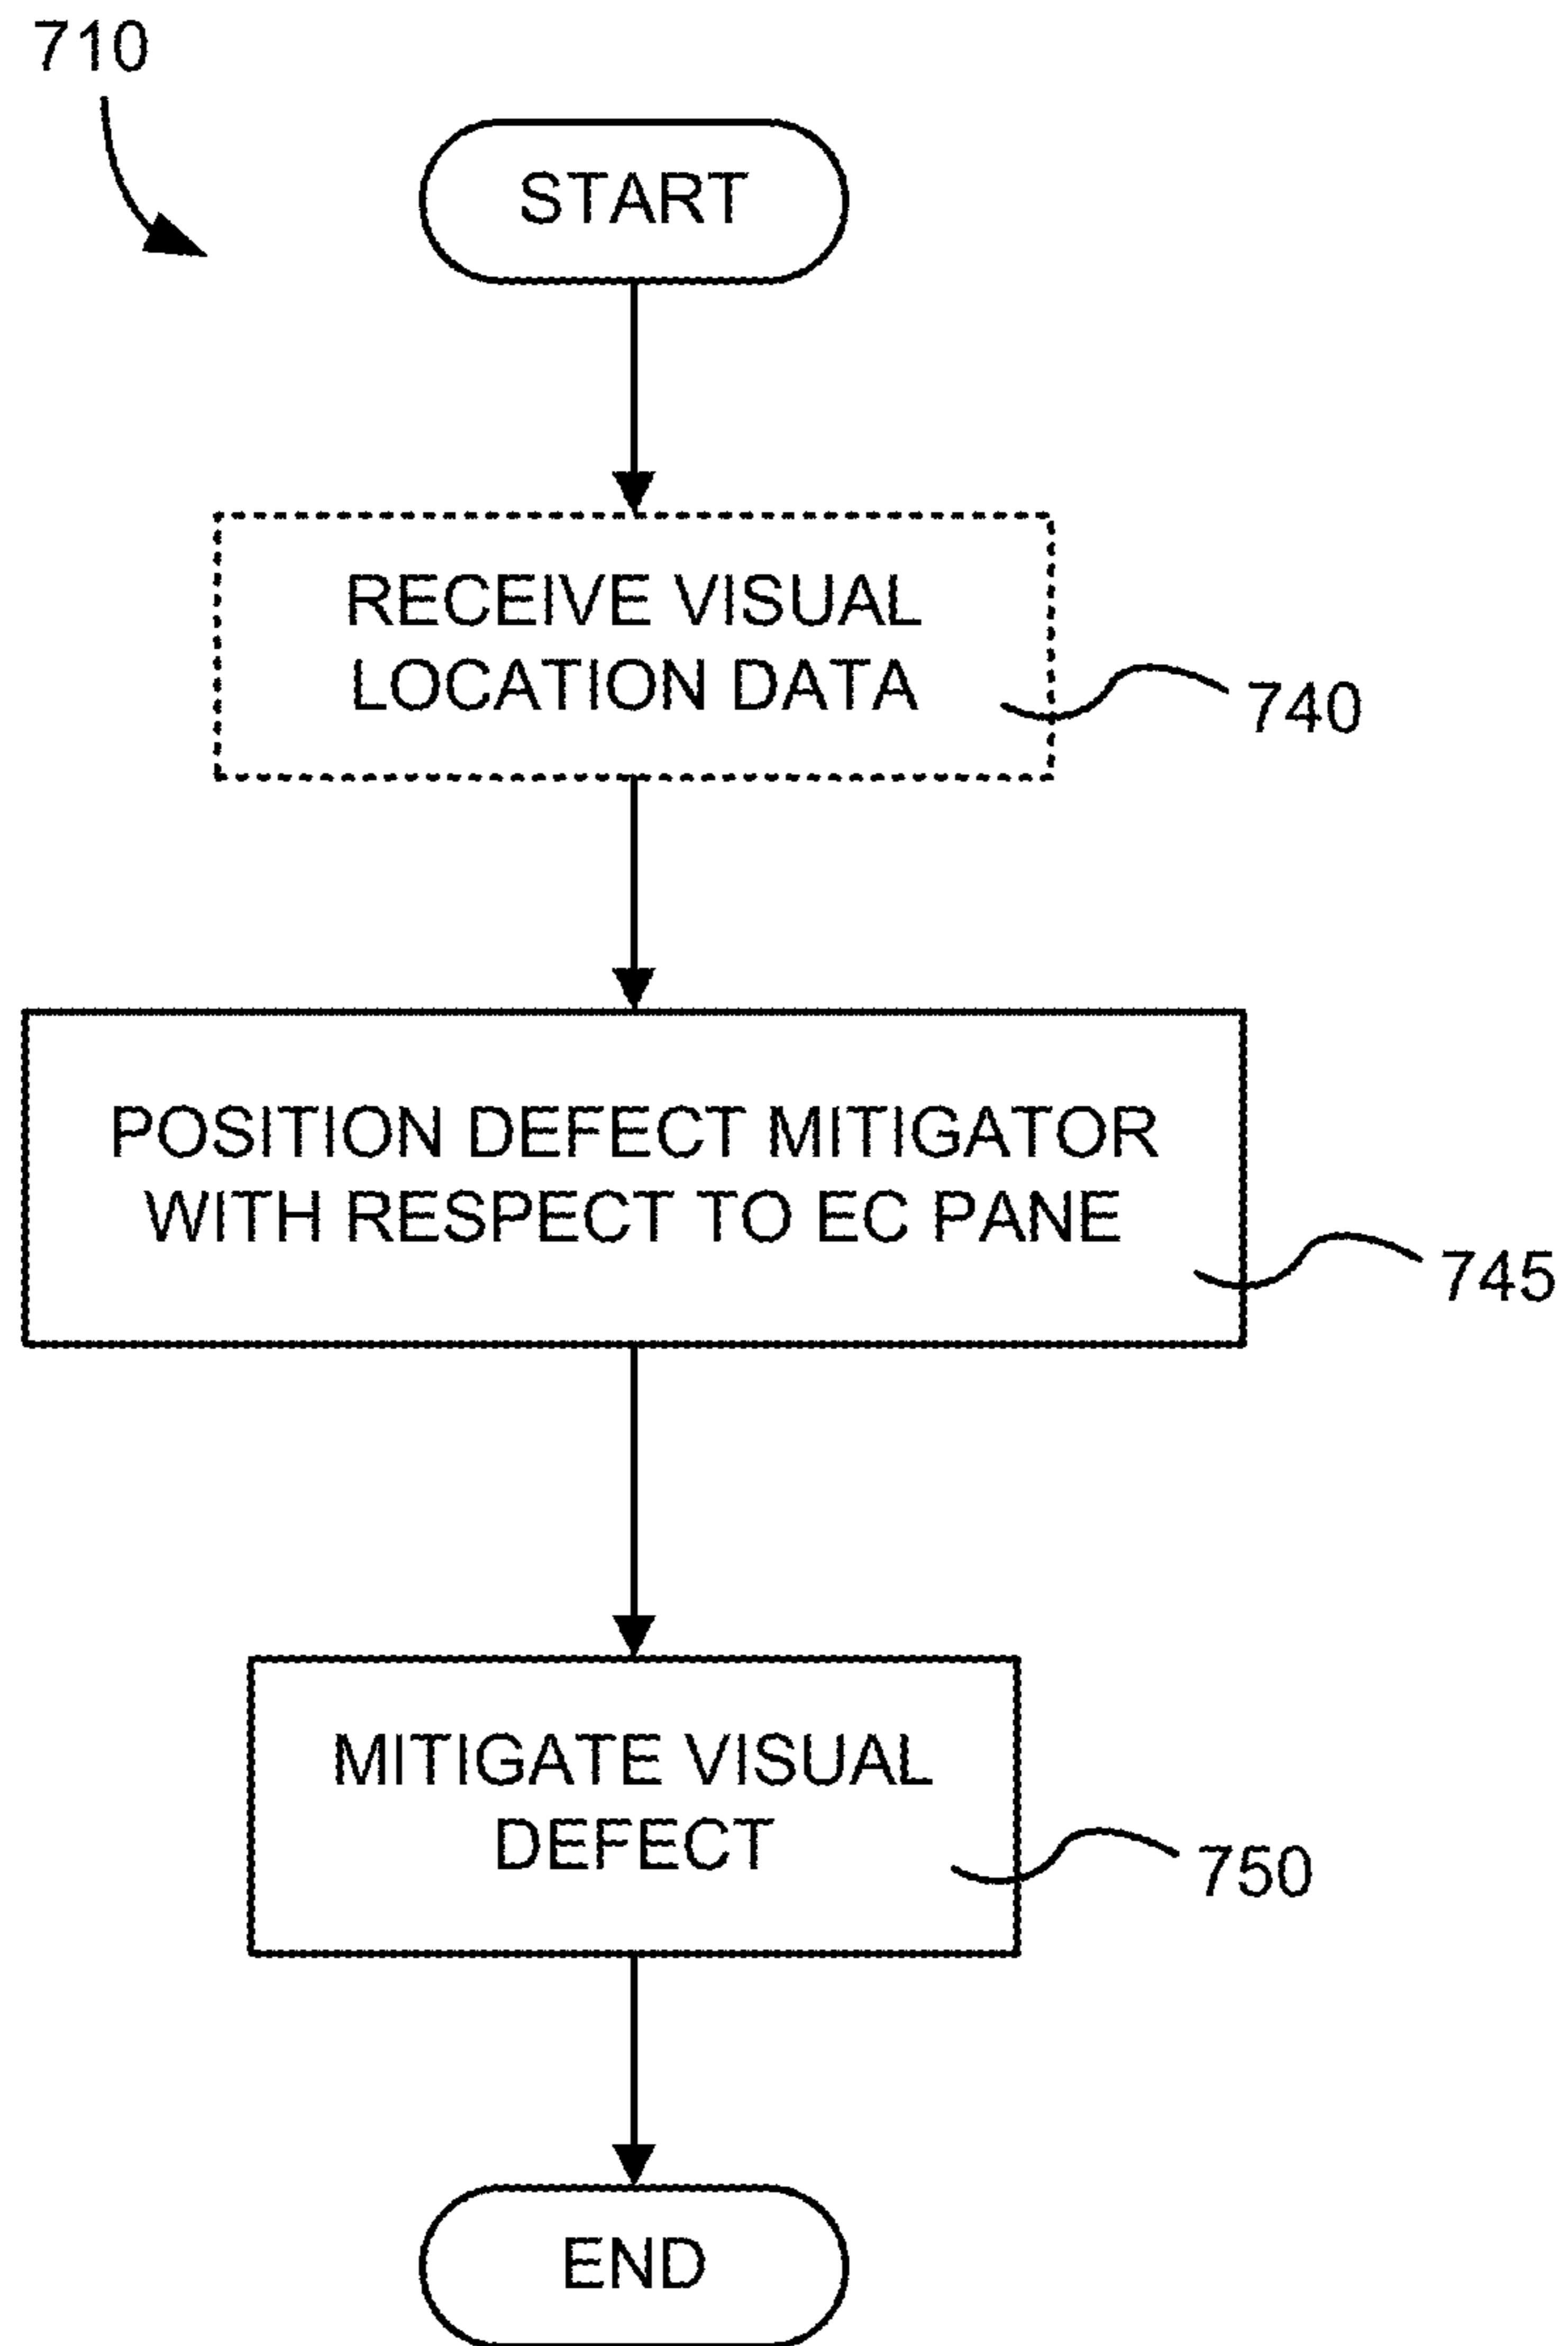 710
START
RECEIVE VISUAL
LOCATION DATA
740
POSITION DEFECT MITIGATOR
WITH RESPECT TO EC PANE
745
MITIGATE VISUAL
DEFECT
750
END